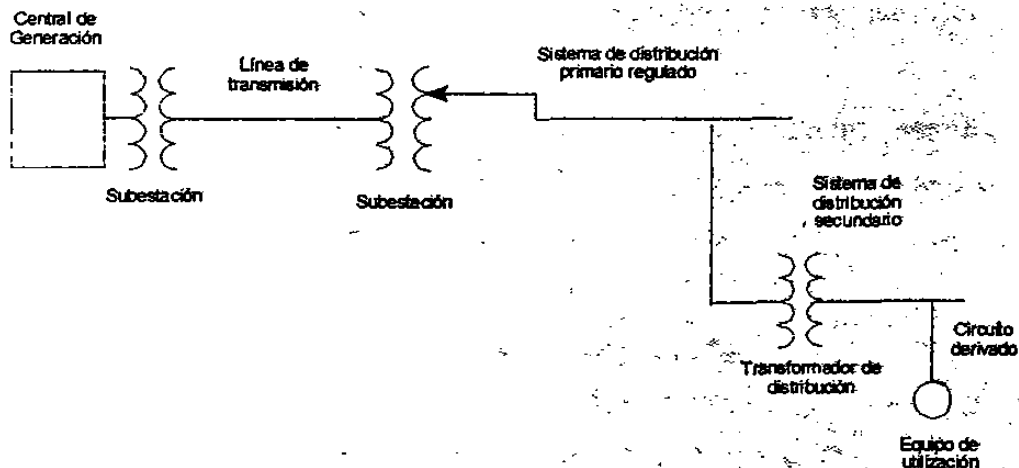 Central de
Generación
Línea de
transmisión
Sistema de distribución
primario regulado
Subestación
Subestación
Sistema de
distribución
secundario
Transformador de
distribución
Circuito
derivado
Equipo de
utilización